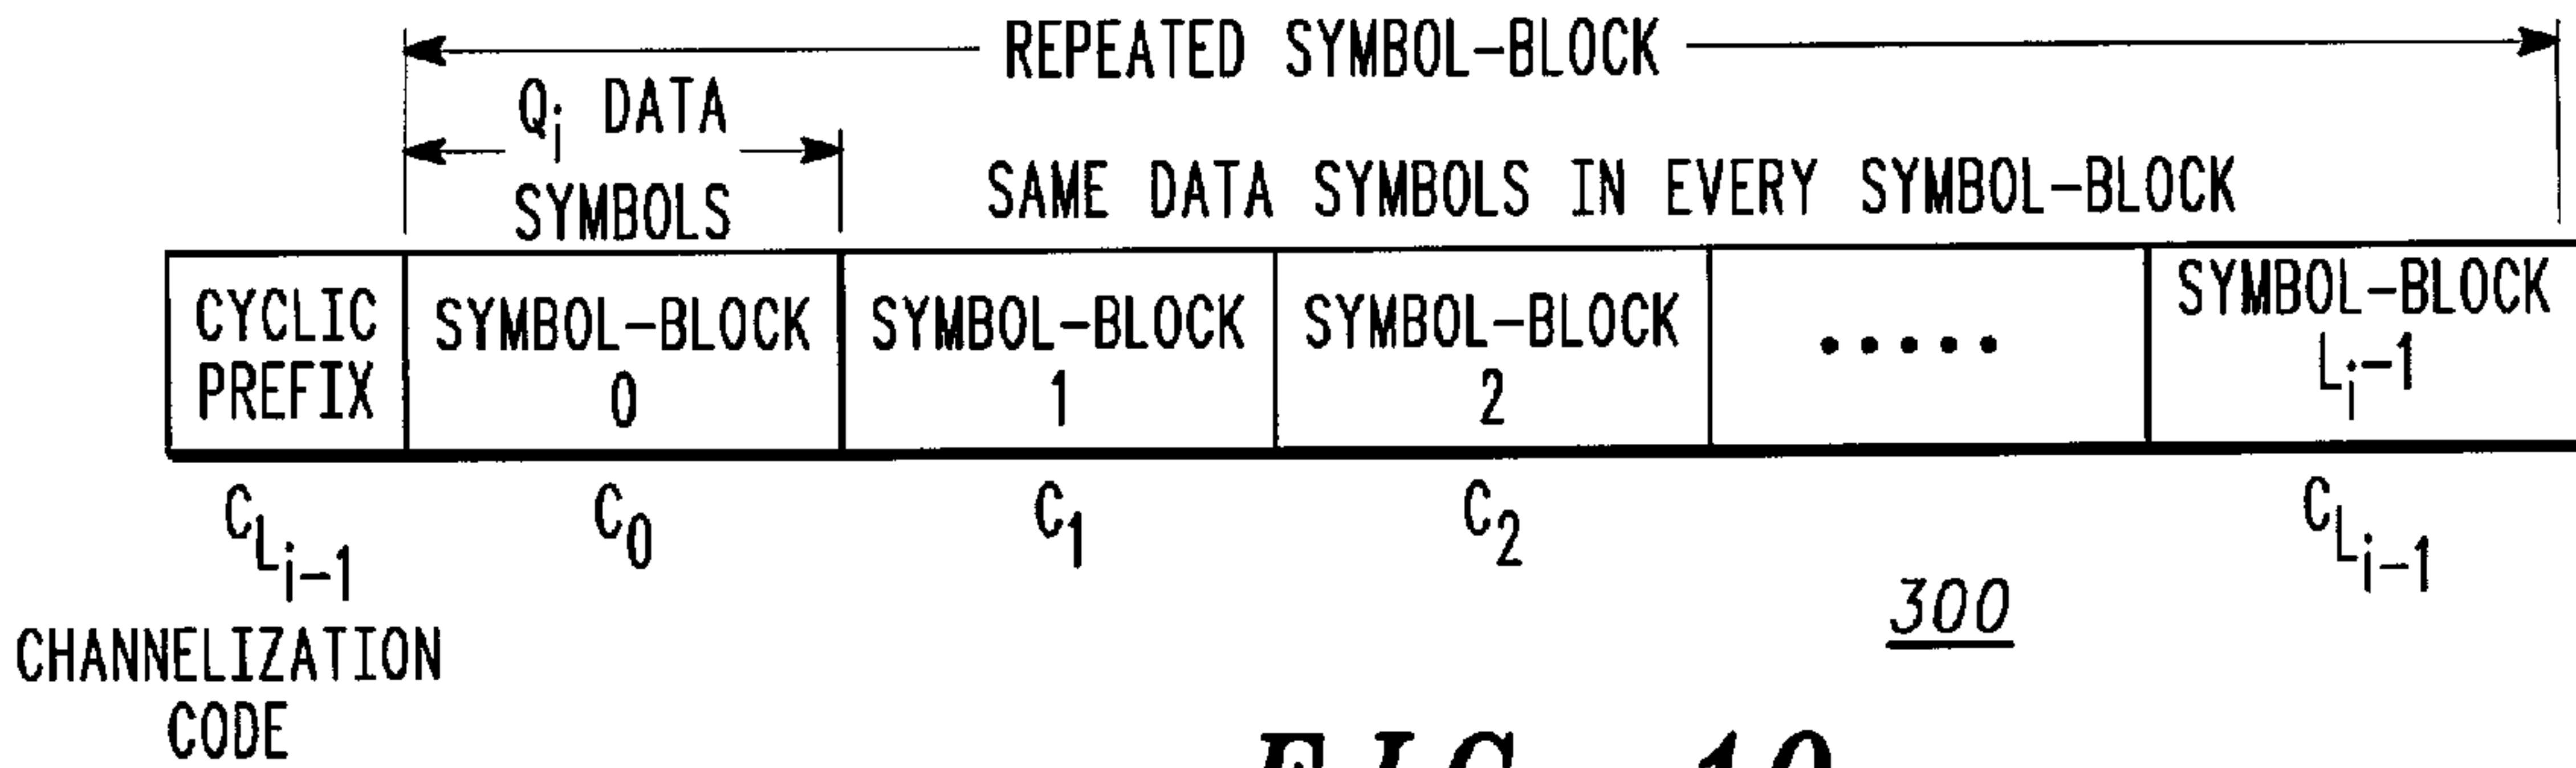 REPEATED SYMBOL-BLOCK
Qi DATA
SYMBOLS
SAME DATA SYMBOLS IN EVERY SYMBOL-BLOCK
CYCLIC
PREFIX
SYMBOL-BLOCK
0
SYMBOL-BLOCK
1
SYMBOL-BLOCK
2
.....
SYMBOL-BLOCK
Li-1
CLi-1
C0
C1
C2
CLi-1
CHANNELIZATION
CODE
300